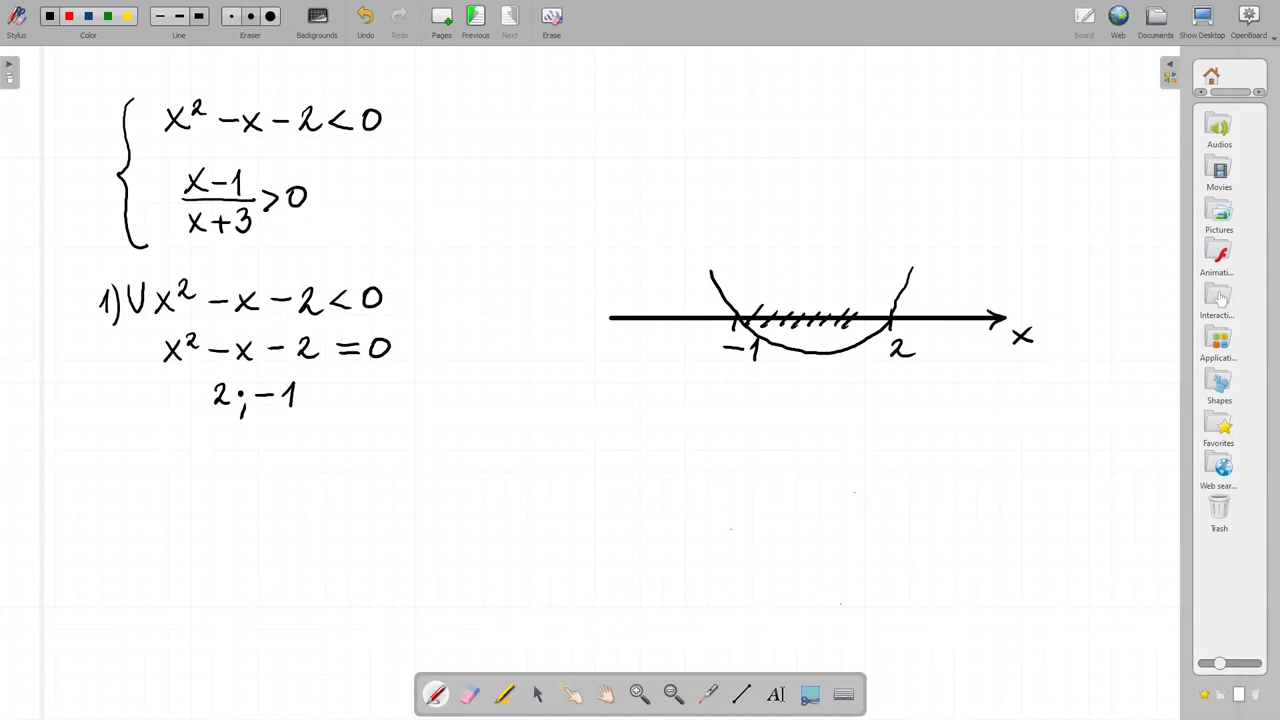 Stylus Color Line Eraser Backgrounds Undo Redo Pages Previous Next Erase Board Web Documents Show Desktop OpenBoard
x² - x - 2 < 0
x-1
x+3
> 0
1) V x² - x - 2 < 0
x² - x - 2 = 0
2 ; -1
-1 2 x
Audios
Movies
Pictures
Animati...
Interacti...
Applicati...
Shapes
Favorites
Web sear...
Trash
AI